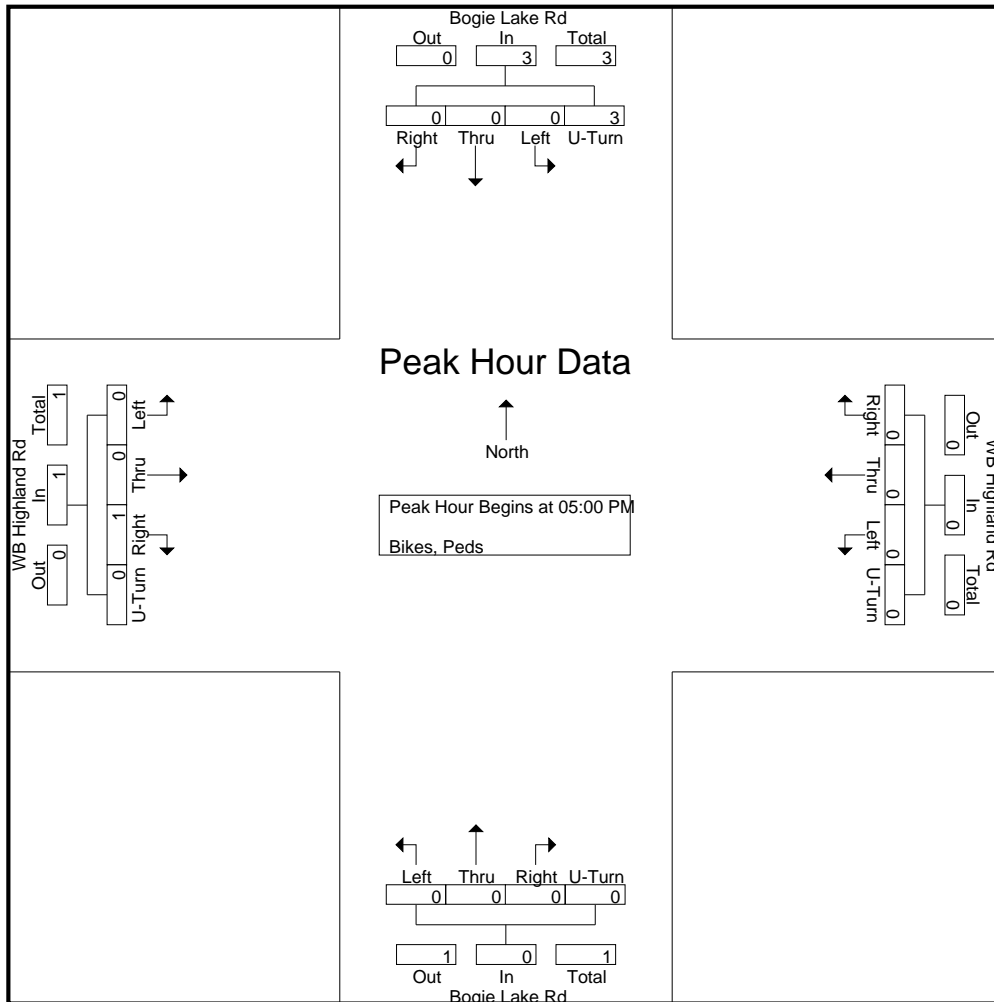 Bogie Lake Rd
Out In Total
0 3 3
0 0 0 3
Right Thru Left U-Turn
Peak Hour Data
North
Peak Hour Begins at 05:00 PM
Bikes, Peds
WB Highland Rd
Out In Total
0 1 1
U-Turn Right Thru Left
0 1 0 0
WB Highland Rd
Out In Total
0 0 0
Right Thru Left U-Turn
0 0 0 0
Left Thru Right U-Turn
0 0 0 0
1 0 1
Out In Total
Bogie Lake Rd